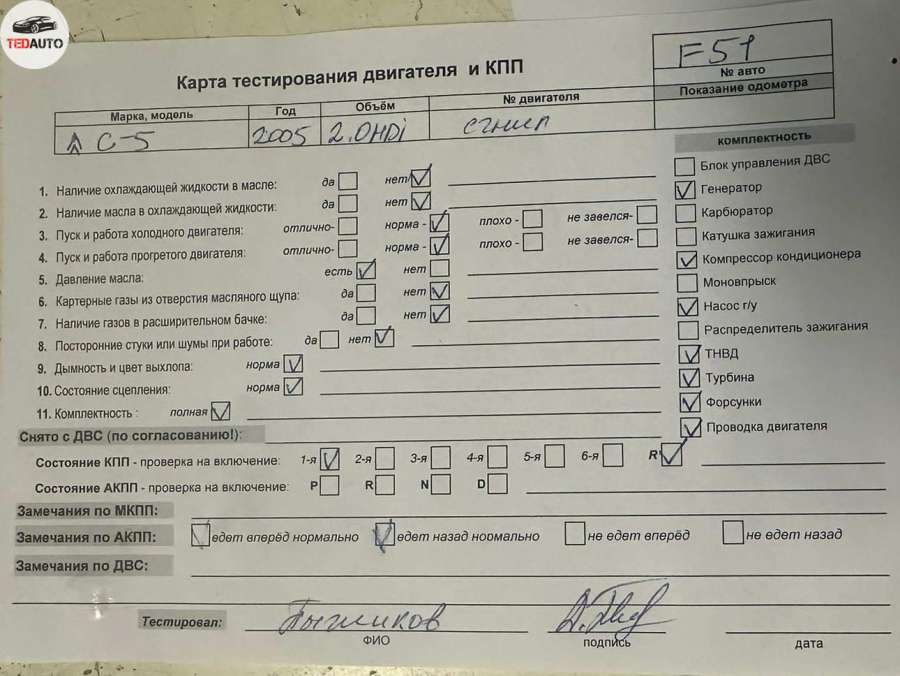 TEDAUTO
F51
№ авто
Показание одометра
Карта тестирования двигателя и КПП
Марка, модель Год Объём № двигателя
С-5 2005 2.0HDi сгнил
комплектность
Блок управления ДВС
Генератор
Карбюратор
Катушка зажигания
Компрессор кондиционера
Моновпрыск
Насос г/у
Распределитель зажигания
ТНВД
Турбина
Форсунки
Проводка двигателя
1. Наличие охлаждающей жидкости в масле: да нет
2. Наличие масла в охлаждающей жидкости: да нет
3. Пуск и работа холодного двигателя: отлично- норма - плохо - не завелся-
4. Пуск и работа прогретого двигателя: отлично- норма - плохо - не завелся-
5. Давление масла: есть нет
6. Картерные газы из отверстия масляного щупа: да нет
7. Наличие газов в расширительном бачке: да нет
8. Посторонние стуки или шумы при работе: да нет
9. Дымность и цвет выхлопа: норма
10. Состояние сцепления: норма
11. Комплектность : полная
Снято с ДВС (по согласованию!):
Состояние КПП - проверка на включение: 1-я 2-я 3-я 4-я 5-я 6-я R
Состояние АКПП - проверка на включение: P R N D
Замечания по МКПП:
Замечания по АКПП: едет вперёд нормально едет назад ноомально не едет вперёд не едет назад
Замечания по ДВС:
Тестировал:
ФИО подпись дата